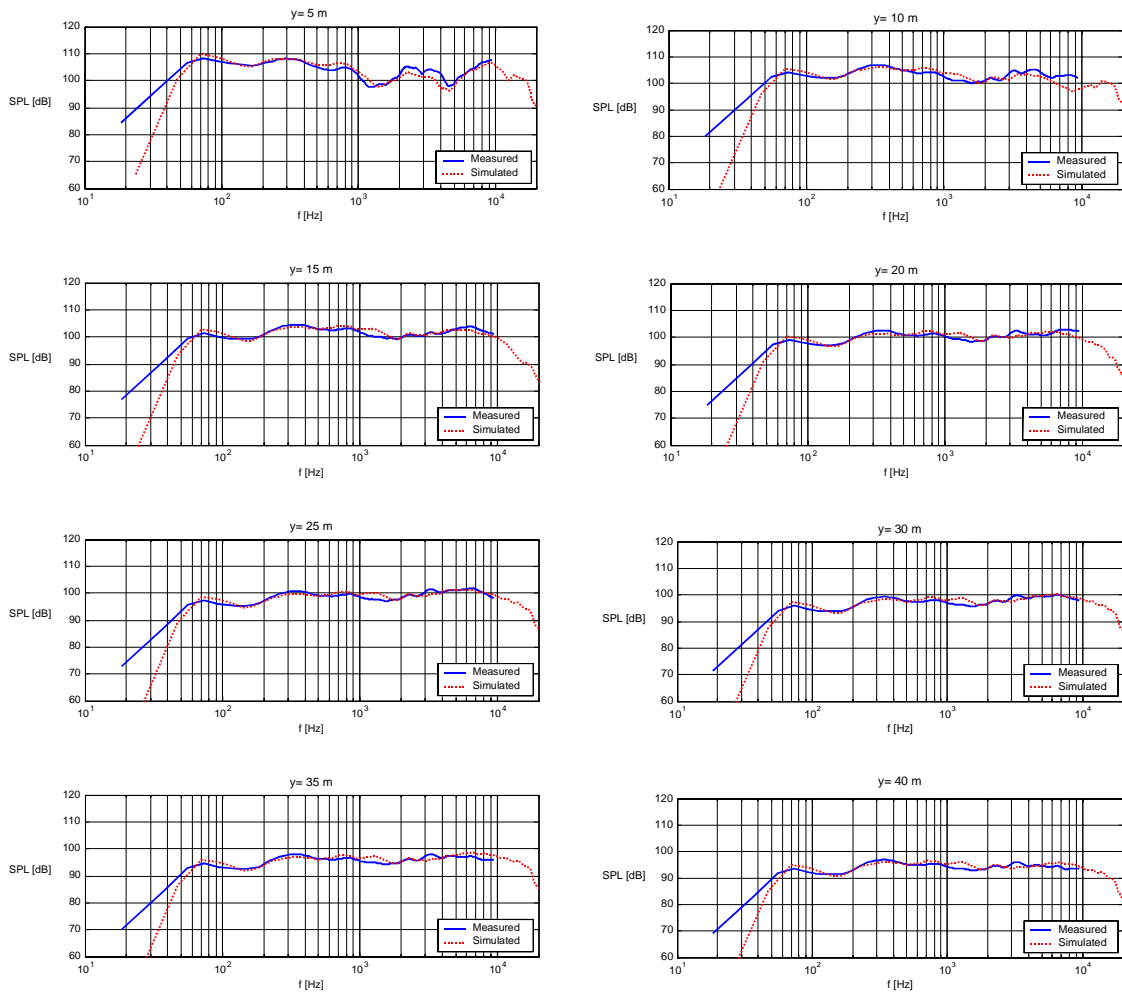 y= 5 m
120
110
100
SPL [dB]
90
80
70
60
Measured
Simulated
10^1
10^2
10^3
10^4
f [Hz]
y= 10 m
120
110
100
SPL [dB]
90
80
70
60
Measured
Simulated
10^1
10^2
10^3
10^4
f [Hz]
y= 15 m
120
110
100
SPL [dB]
90
80
70
60
Measured
Simulated
10^1
10^2
10^3
10^4
f [Hz]
y= 20 m
120
110
100
SPL [dB]
90
80
70
60
Measured
Simulated
10^1
10^2
10^3
10^4
f [Hz]
y= 25 m
120
110
100
SPL [dB]
90
80
70
60
Measured
Simulated
10^1
10^2
10^3
10^4
f [Hz]
y= 30 m
120
110
100
SPL [dB]
90
80
70
60
Measured
Simulated
10^1
10^2
10^3
10^4
f [Hz]
y= 35 m
120
110
100
SPL [dB]
90
80
70
60
Measured
Simulated
10^1
10^2
10^3
10^4
f [Hz]
y= 40 m
120
110
100
SPL [dB]
90
80
70
60
Measured
Simulated
10^1
10^2
10^3
10^4
f [Hz]